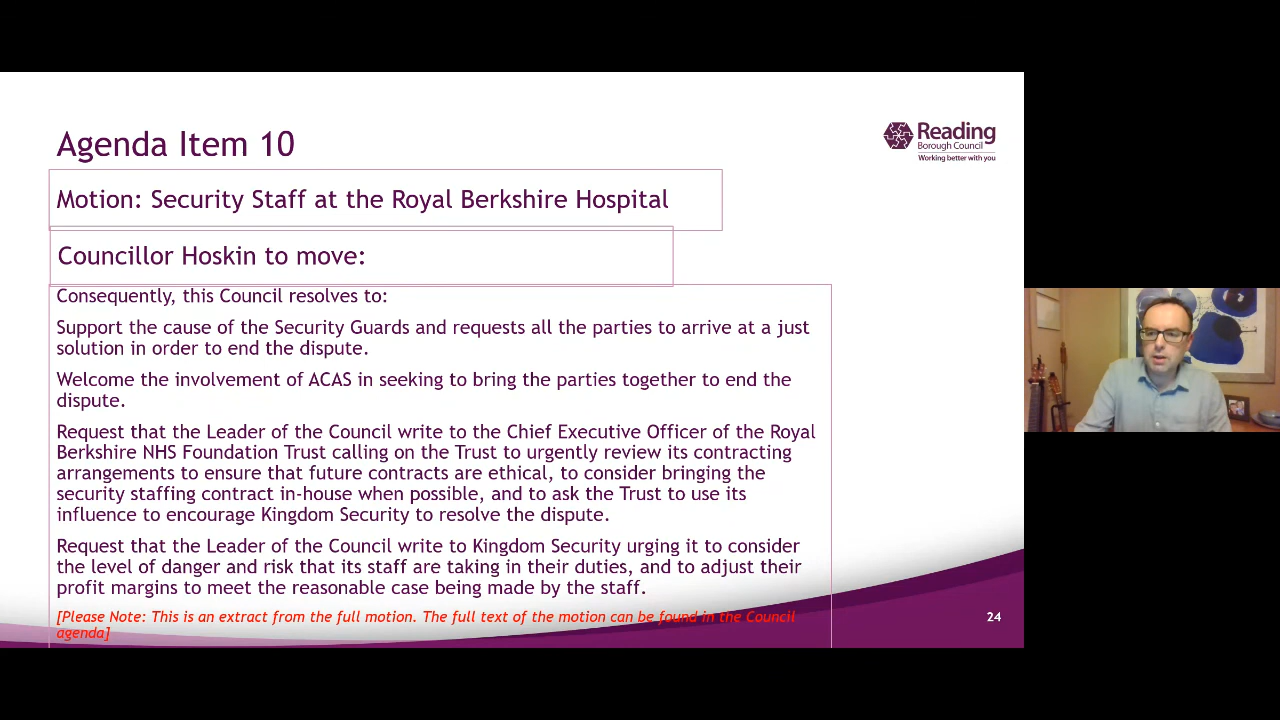 Agenda Item 10
Reading
Borough Council
Working better with you
Motion: Security Staff at the Royal Berkshire Hospital
Councillor Hoskin to move:
Consequently, this Council resolves to:
Support the cause of the Security Guards and requests all the parties to arrive at a just
solution in order to end the dispute.
Welcome the involvement of ACAS in seeking to bring the parties together to end the
dispute.
Request that the Leader of the Council write to the Chief Executive Officer of the Royal
Berkshire NHS Foundation Trust calling on the Trust to urgently review its contracting
arrangements to ensure that future contracts are ethical, to consider bringing the
security staffing contract in-house when possible, and to ask the Trust to use its
influence to encourage Kingdom Security to resolve the dispute.
Request that the Leader of the Council write to Kingdom Security urging it to consider
the level of danger and risk that its staff are taking in their duties, and to adjust their
profit margins to meet the reasonable case being made by the staff.
[Please Note: This is an extract from the full motion. The full text of the motion can be found in the Council
agenda]
24